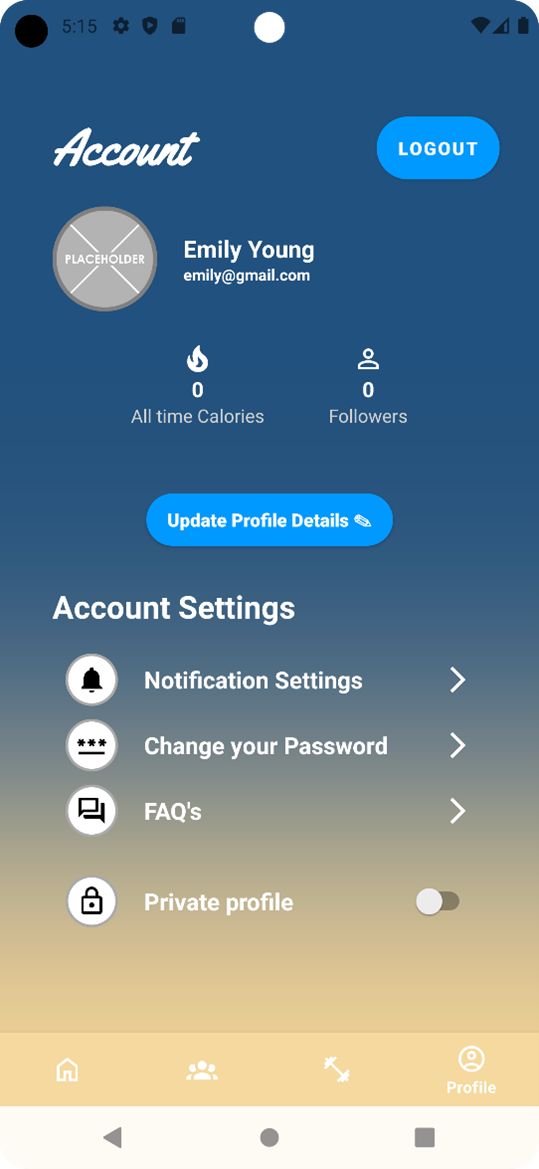 5:15
Account
LOGOUT
PLACEHOLDER
Emily Young
emily@gmail.com
0
All time Calories
0
Followers
Update Profile Details ✎
Account Settings
Notification Settings
***
Change your Password
FAQ's
Private profile
Profile